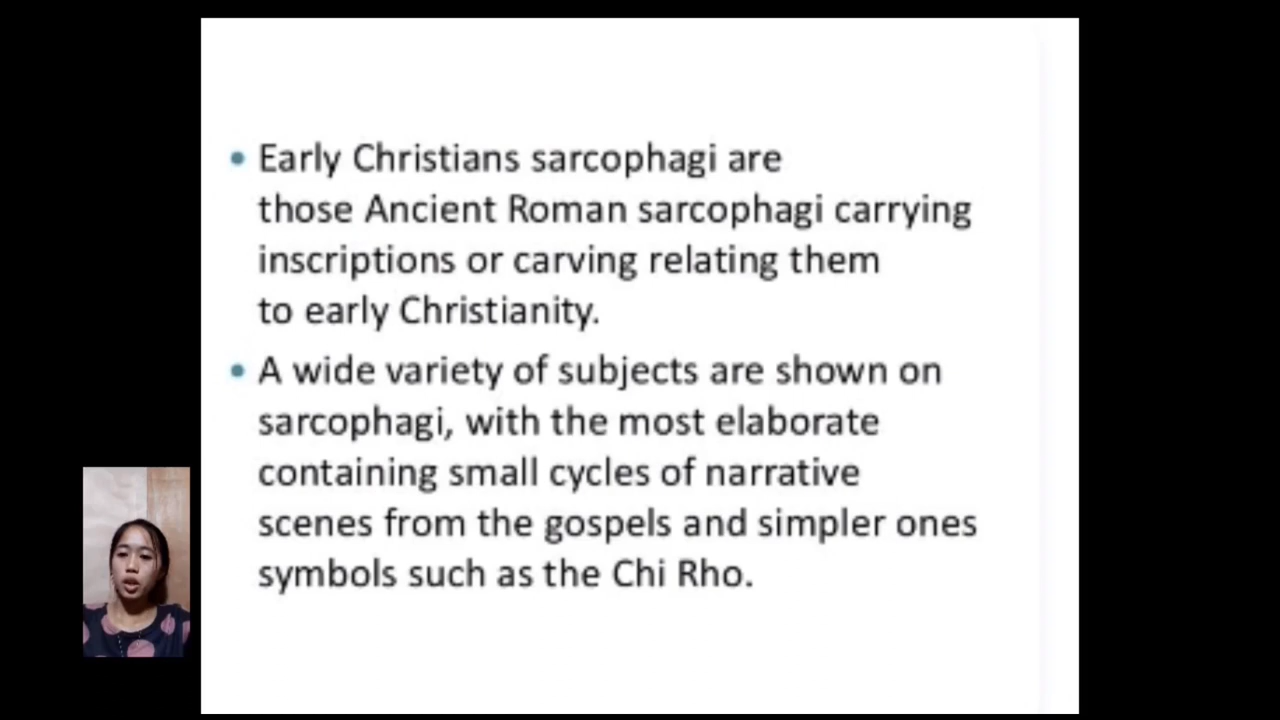 • Early Christians sarcophagi are
those Ancient Roman sarcophagi carrying
inscriptions or carving relating them
to early Christianity.
• A wide variety of subjects are shown on
sarcophagi, with the most elaborate
containing small cycles of narrative
scenes from the gospels and simpler ones
symbols such as the Chi Rho.